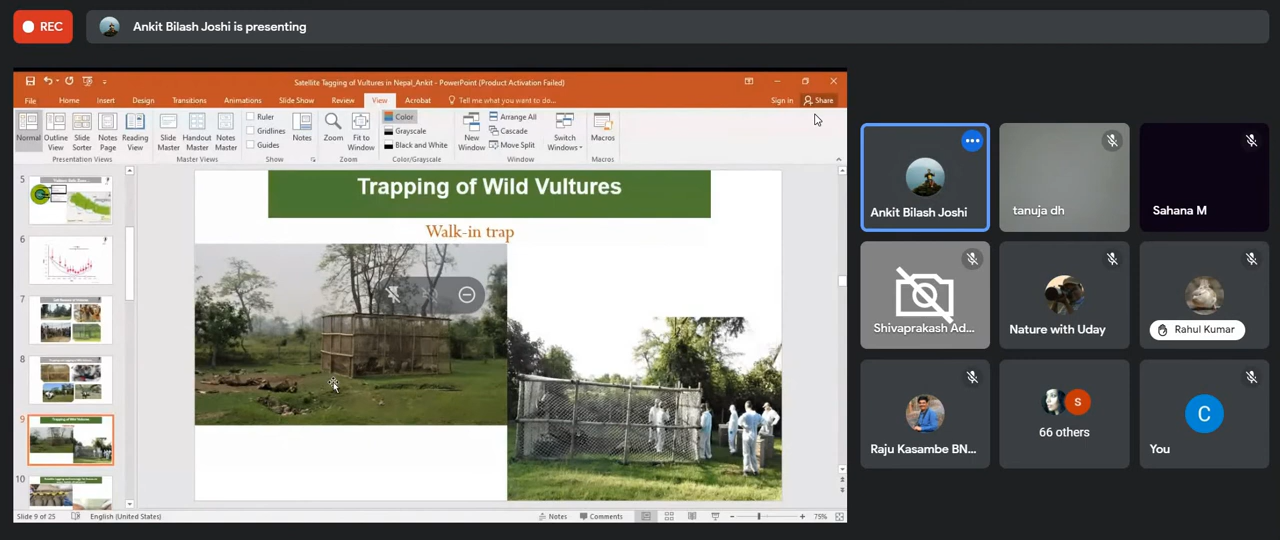 REC
Ankit Bilash Joshi is presenting
Satellite Tagging of Vultures in Nepal_Ankit - PowerPoint (Product Activation Failed)
File Home Insert Design Transitions Animations Slide Show Review View Acrobat Tell me what you want to do... Sign in Share
Normal Outline View Slide Sorter Notes Page Reading View
Presentation Views
Slide Master Handout Master Notes Master
Master Views
Ruler
Gridlines
Guides
Show
Notes
Zoom Fit to Window
Zoom
Color
Grayscale
Black and White
Color/Grayscale
New Window
Arrange All
Cascade
Move Split
Switch Windows
Window
Macros
Macros
5
6
7
8
9
Trapping of Wild Vultures
10
Trapping of Wild Vultures
Walk-in trap
Slide 9 of 25 English (United States) Notes Comments 75%
Ankit Bilash Joshi
tanuja dh
Sahana M
Shivaprakash Ad...
Nature with Uday
Rahul Kumar
Raju Kasambe BN...
S
66 others
C
You